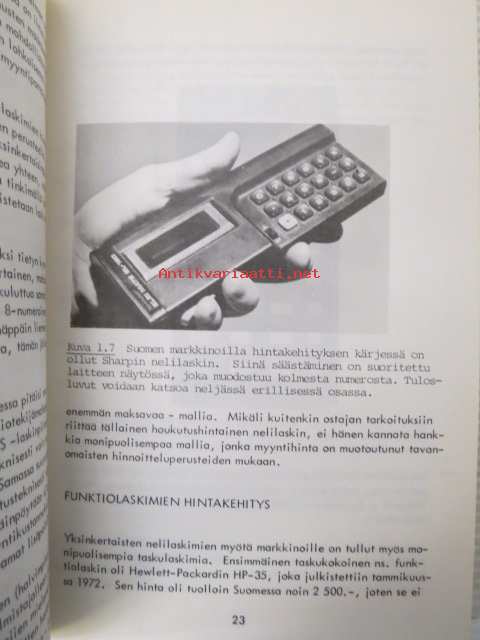 Antikvariaatti.net
Kuva 1.7 Suomen markkinoilla hintakehityksen kärjessä on
ollut Sharpin nelilaskin. Siinä säästäminen on suoritettu
laitteen näytössä, joka muodostuu kolmesta numerosta. Tulos-
luvut voidaan katsoa neljässä erillisessä osassa.
enemmän maksavaa - mallia. Mikäli kuitenkin ostajan tarkoituksiin
riittää tällainen houkutushintainen nelilaskin, ei hänen kannata hank-
kia monipuolisempaa mallia, jonka myyntihinta on muotoutunut tavan-
omaisten hinnoitteluperusteiden mukaan.
FUNKTIOLASKIMIEN HINTAKEHITYS
Yksinkertaisten nelilaskimien myötä markkinoille on tullut myös mo-
nipuolisempia taskulaskimia. Ensimmäinen taskukokoinen ns. funk-
tiolaskin oli Hewlett-Packardin HP-35, joka julkistettiin tammikuus-
sa 1972. Sen hinta oli tuolloin Suomessa noin 2 500.-, joten se ei
23